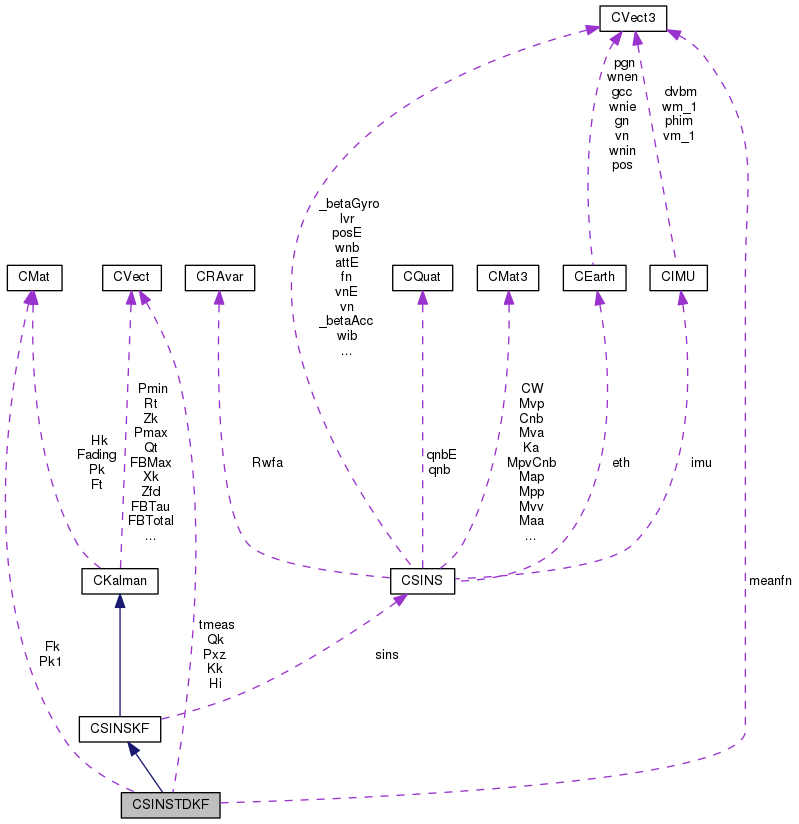 CVect3
pgn
wnen
gcc
wnie
gn
vn
wnin
pos
dvbm
wm_1
phim
vm_1
_betaGyro
lvr
posE
wnb
attE
fn
vnE
vn
_betaAcc
wib
...
CMat
CVect
CRAvar
CQuat
CMat3
CEarth
CIMU
Hk
Fading
Pk
Ft
Pmin
Rt
Zk
Pmax
Qt
FBMax
Xk
Zfd
FBTau
FBTotal
...
Rwfa
qnbE
qnb
CW
Mvp
Cnb
Mva
Ka
MpvCnb
Map
Mpp
Mvv
Maa
...
eth
imu
CKalman
CSINS
meanfn
Fk
Pk1
tmeas
Qk
Pxz
Kk
Hi
sins
CSINSKF
CSINSTDKF